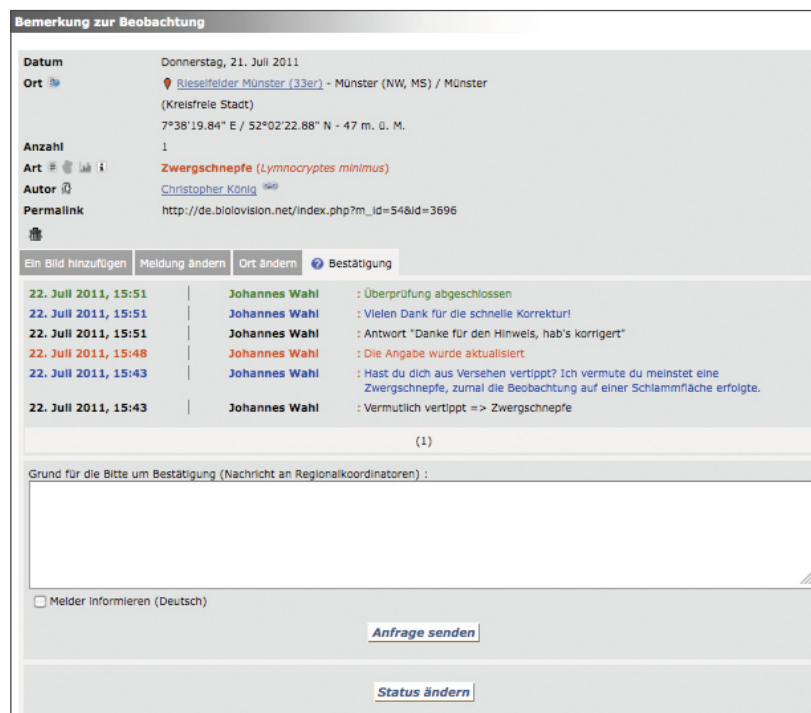 Bemerkung zur Beobachtung
Datum Donnerstag, 21. Juli 2011
Ort Rieselfelder Münster (33er) - Münster (NW, MS) / Münster
(Kreisfreie Stadt)
7°38'19.84" E / 52°02'22.88" N - 47 m. ü. M.
Anzahl 1
Art Zwergschnepfe (Lymnocryptes minimus)
Autor Christopher König
Permalink http://de.biolovision.net/index.php?m_id=54&id=3696
Ein Bild hinzufügen Meldung ändern Ort ändern ? Bestätigung
22. Juli 2011, 15:51 | Johannes Wahl : Überprüfung abgeschlossen
22. Juli 2011, 15:51 | Johannes Wahl : Vielen Dank für die schnelle Korrektur!
22. Juli 2011, 15:51 | Johannes Wahl : Antwort "Danke für den Hinweis, hab's korrigert"
22. Juli 2011, 15:48 | Johannes Wahl : Die Angabe wurde aktualisiert
22. Juli 2011, 15:43 | Johannes Wahl : Hast du dich aus Versehen vertippt? Ich vermute du meinstet eine
Zwergschnepfe, zumal die Beobachtung auf einer Schlammfläche erfolgte.
22. Juli 2011, 15:43 | Johannes Wahl : Vermutlich vertippt => Zwergschnepfe
(1)
Grund für die Bitte um Bestätigung (Nachricht an Regionalkoordinatoren) :
Melder informieren (Deutsch)
Anfrage senden
Status ändern